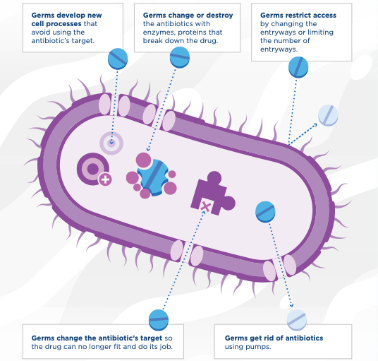 Germs develop new
cell processes that
avoid using the
antibiotic's target.
Germs change or destroy
the antibiotics with
enzymes, proteins that
break down the drug.
Germs restrict access
by changing the
entryways or limiting
the number of
entryways.
Germs change the antibiotic's target so
the drug can no longer fit and do its job.
Germs get rid of antibiotics
using pumps.